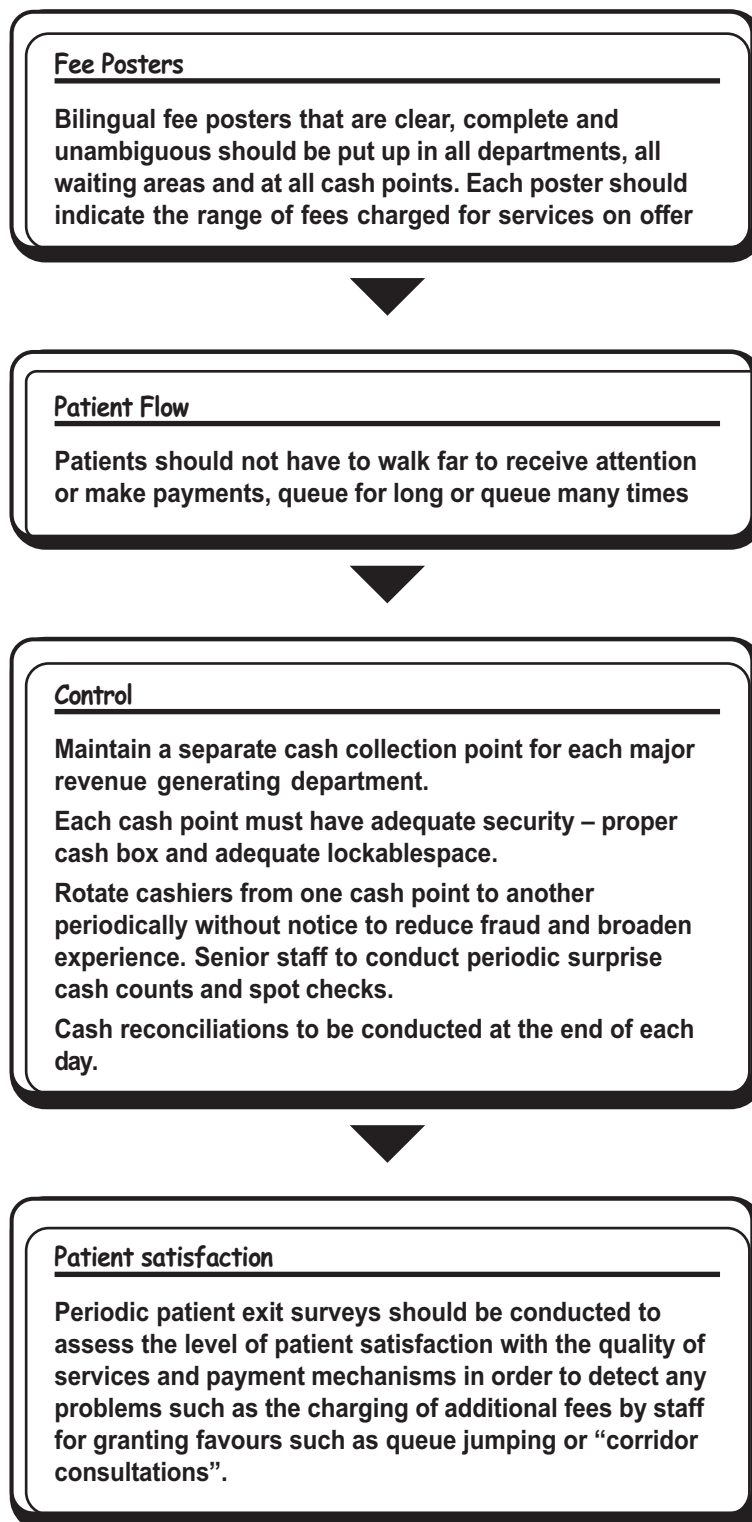 Fee Posters
Bilingual fee posters that are clear, complete and
unambiguous should be put up in all departments, all
waiting areas and at all cash points. Each poster should
indicate the range of fees charged for services on offer
Patient Flow
Patients should not have to walk far to receive attention
or make payments, queue for long or queue many times
Control
Maintain a separate cash collection point for each major
revenue generating department.
Each cash point must have adequate security – proper
cash box and adequate lockablespace.
Rotate cashiers from one cash point to another
periodically without notice to reduce fraud and broaden
experience. Senior staff to conduct periodic surprise
cash counts and spot checks.
Cash reconciliations to be conducted at the end of each
day.
Patient satisfaction
Periodic patient exit surveys should be conducted to
assess the level of patient satisfaction with the quality of
services and payment mechanisms in order to detect any
problems such as the charging of additional fees by staff
for granting favours such as queue jumping or “corridor
consultations”.